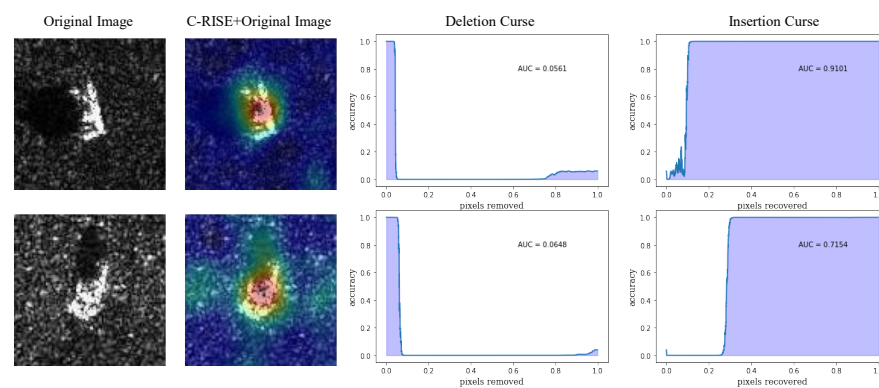 Original Image
C-RISE+Original Image
Deletion Curse
Insertion Curse
1.0
0.8
0.6
0.4
0.2
0.0
accuracy
AUC = 0.0561
0.0 0.2 0.4 0.6 0.8 1.0
pixels removed
1.0
0.8
0.6
0.4
0.2
0.0
accuracy
AUC = 0.9101
0.0 0.2 0.4 0.6 0.8 1.0
pixels recovered
1.0
0.8
0.6
0.4
0.2
0.0
accuracy
AUC = 0.0648
0.0 0.2 0.4 0.6 0.8 1.0
pixels removed
1.0
0.8
0.6
0.4
0.2
0.0
accuracy
AUC = 0.7154
0.0 0.2 0.4 0.6 0.8
pixels recovered